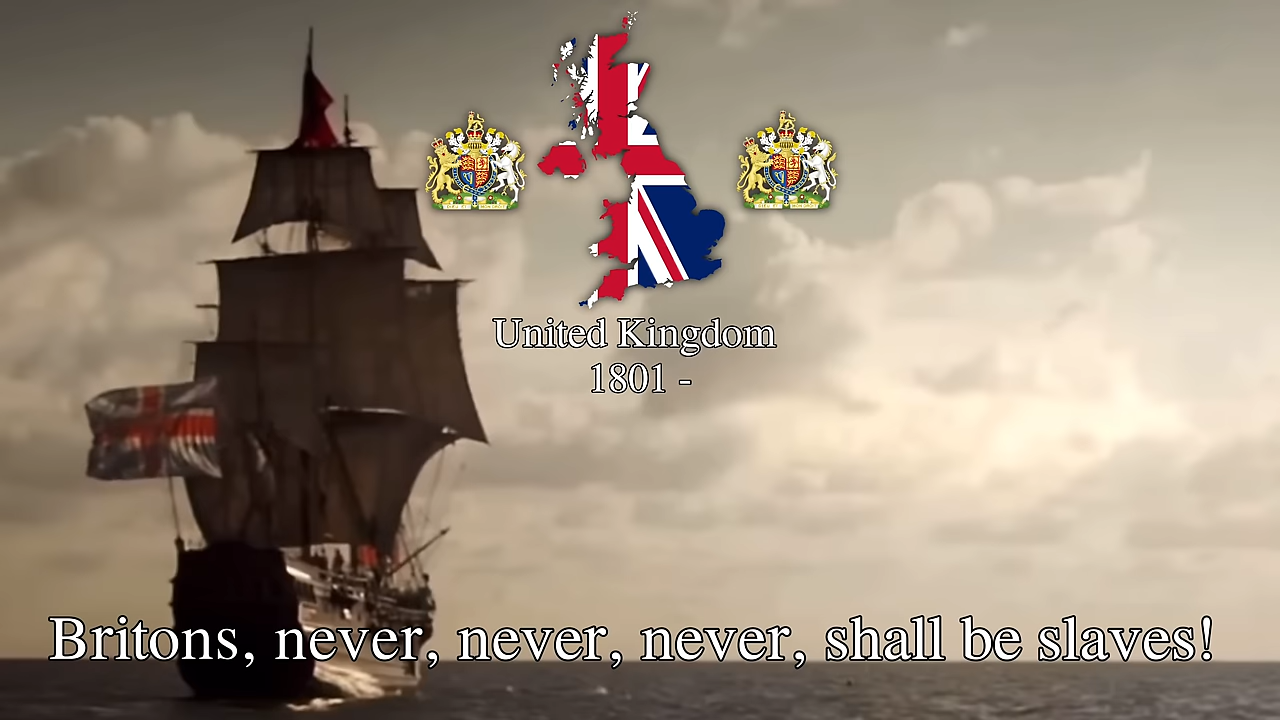 United Kingdom
1801 -
Britons, never, never, never, shall be slaves!